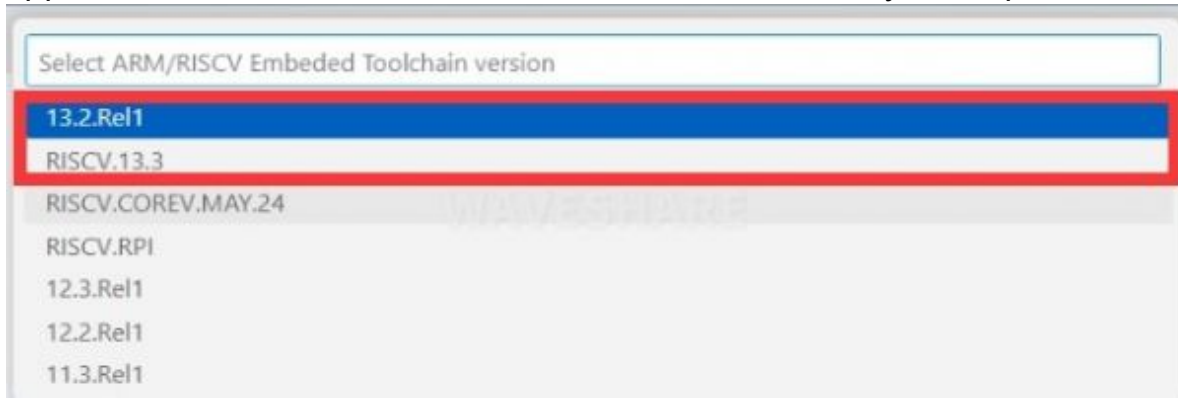 Select ARM/RISCV Embeded Toolchain version
13.2.Rel1
RISCV.13.3
RISCV.COREV.MAY.24
WAVESHARE
RISCV.RPI
12.3.Rel1
12.2.Rel1
11.3.Rel1